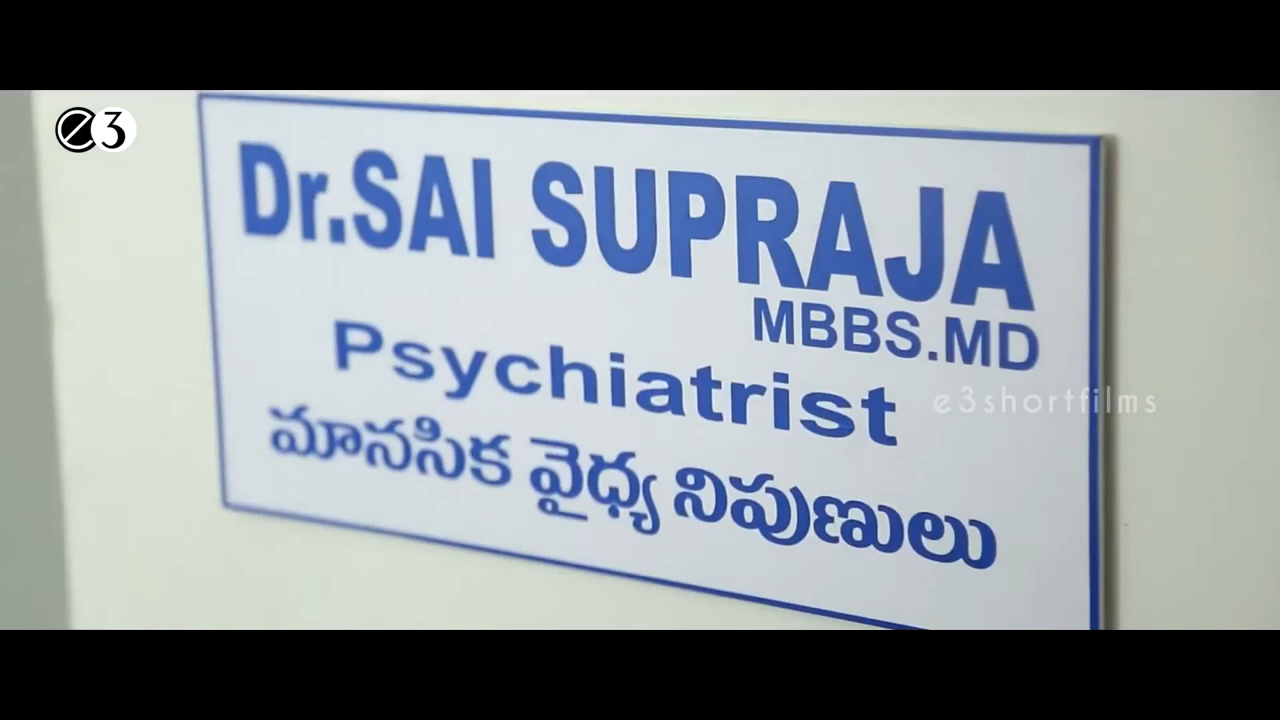 e3
Dr.SAI SUPRAJA
MBBS.MD
Psychiatrist
e3shortfilms
మానసిక వైధ్య నిపుణులు